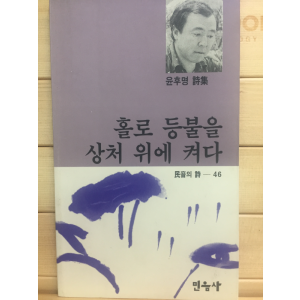 윤후명 詩集
홀로 등불을
상처 위에 켜다
民音의 詩 — 46
민음사